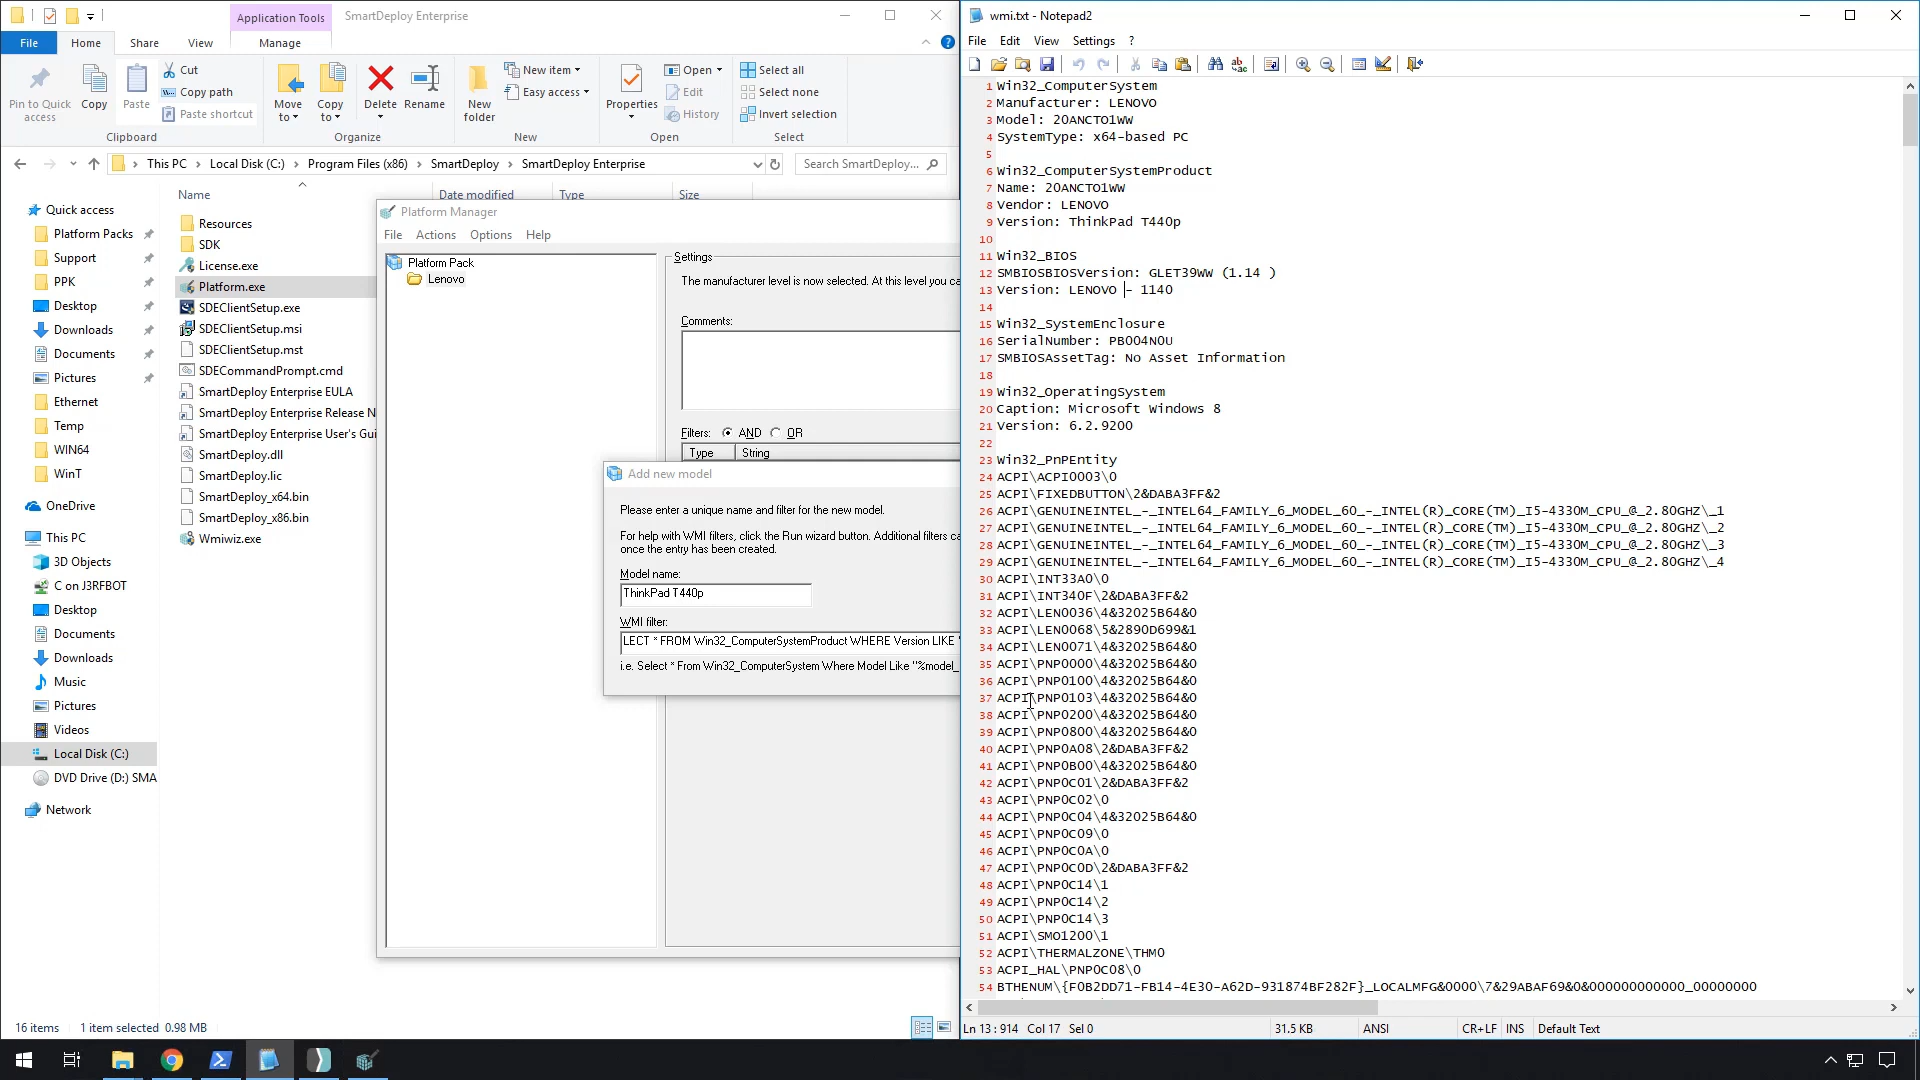 Application Tools
SmartDeploy Enterprise
File
Home
Share
View
Manage
Pin to Quick access
Copy
Paste
Cut
Copy path
Paste shortcut
Clipboard
Move to
Copy to
Delete
Rename
Organize
New folder
New item
Easy access
New
Properties
Open
Edit
History
Open
Select all
Select none
Invert selection
Select
This PC
Local Disk (C:)
Program Files (x86)
SmartDeploy
SmartDeploy Enterprise
Search SmartDeploy...
Quick access
Platform Packs
Support
PPK
Desktop
Downloads
Documents
Pictures
Ethernet
Temp
WIN64
WinT
OneDrive
This PC
3D Objects
C on J3RFBOT
Desktop
Documents
Downloads
Music
Pictures
Videos
Local Disk (C:)
DVD Drive (D:) SMA
Network
Name
Date modified
Type
Size
Resources
SDK
License.exe
Platform.exe
SDEClientSetup.exe
SDEClientSetup.msi
SDEClientSetup.mst
SDECommandPrompt.cmd
SmartDeploy Enterprise EULA
SmartDeploy Enterprise Release N
SmartDeploy Enterprise User's Gui
SmartDeploy.dll
SmartDeploy.lic
SmartDeploy_x64.bin
SmartDeploy_x86.bin
Wmiwiz.exe
16 items
1 item selected 0.98 MB
Platform Manager
File
Actions
Options
Help
Platform Pack
Lenovo
Settings
The manufacturer level is now selected. At this level you ca
Comments:
Filters:
AND
OR
Type
String
Add new model
Please enter a unique name and filter for the new model.
For help with WMI filters, click the Run wizard button. Additional filters ca
once the entry has been created.
Model name:
ThinkPad T440p
WMI filter:
LECT * FROM Win32_ComputerSystemProduct WHERE Version LIKE '
i.e. Select * From Win32_ComputerSystem Where Model Like "%model_
wmi.txt - Notepad2
File
Edit
View
Settings
?
1 Win32_ComputerSystem
2 Manufacturer: LENOVO
3 Model: 20ANCTO1WW
4 SystemType: x64-based PC
5
6 Win32_ComputerSystemProduct
7 Name: 20ANCTO1WW
8 Vendor: LENOVO
9 Version: ThinkPad T440p
10
11 Win32_BIOS
12 SMBIOSBIOSVersion: GLET39WW (1.14 )
13 Version: LENOVO - 1140
14
15 Win32_SystemEnclosure
16 SerialNumber: PB004N0U
17 SMBIOSAssetTag: No Asset Information
18
19 Win32_OperatingSystem
20 Caption: Microsoft Windows 8
21 Version: 6.2.9200
22
23 Win32_PnPEntity
24 ACPI\ACPI0003\0
25 ACPI\FIXEDBUTTON\2&DABA3FF&2
26 ACPI\GENUINEINTEL_-_INTEL64_FAMILY_6_MODEL_60_-_INTEL(R)_CORE(TM)_I5-4330M_CPU_@_2.80GHZ\_1
27 ACPI\GENUINEINTEL_-_INTEL64_FAMILY_6_MODEL_60_-_INTEL(R)_CORE(TM)_I5-4330M_CPU_@_2.80GHZ\_2
28 ACPI\GENUINEINTEL_-_INTEL64_FAMILY_6_MODEL_60_-_INTEL(R)_CORE(TM)_I5-4330M_CPU_@_2.80GHZ\_3
29 ACPI\GENUINEINTEL_-_INTEL64_FAMILY_6_MODEL_60_-_INTEL(R)_CORE(TM)_I5-4330M_CPU_@_2.80GHZ\_4
30 ACPI\INT33A0\0
31 ACPI\INT340F\2&DABA3FF&2
32 ACPI\LEN0036\4&32025B64&0
33 ACPI\LEN0068\5&2890D699&1
34 ACPI\LEN0071\4&32025B64&0
35 ACPI\PNP0000\4&32025B64&0
36 ACPI\PNP0100\4&32025B64&0
37 ACPI\PNP0103\4&32025B64&0
38 ACPI\PNP0200\4&32025B64&0
39 ACPI\PNP0800\4&32025B64&0
40 ACPI\PNP0A08\2&DABA3FF&2
41 ACPI\PNP0B00\4&32025B64&0
42 ACPI\PNP0C01\2&DABA3FF&2
43 ACPI\PNP0C02\0
44 ACPI\PNP0C04\4&32025B64&0
45 ACPI\PNP0C09\0
46 ACPI\PNP0C0A\0
47 ACPI\PNP0C0D\2&DABA3FF&2
48 ACPI\PNP0C14\1
49 ACPI\PNP0C14\2
50 ACPI\PNP0C14\3
51 ACPI\SMO1200\1
52 ACPI\THERMALZONE\THM0
53 ACPI_HAL\PNP0C08\0
54 BTHENUM\{F0B2DD71-FB14-4E30-A62D-931874BF282F}_LOCALMFG&0000\7&29ABAF69&0&000000000000_00000000
Ln 13 : 914 Col 17 Sel 0
31.5 KB
ANSI
CR+LF
INS
Default Text